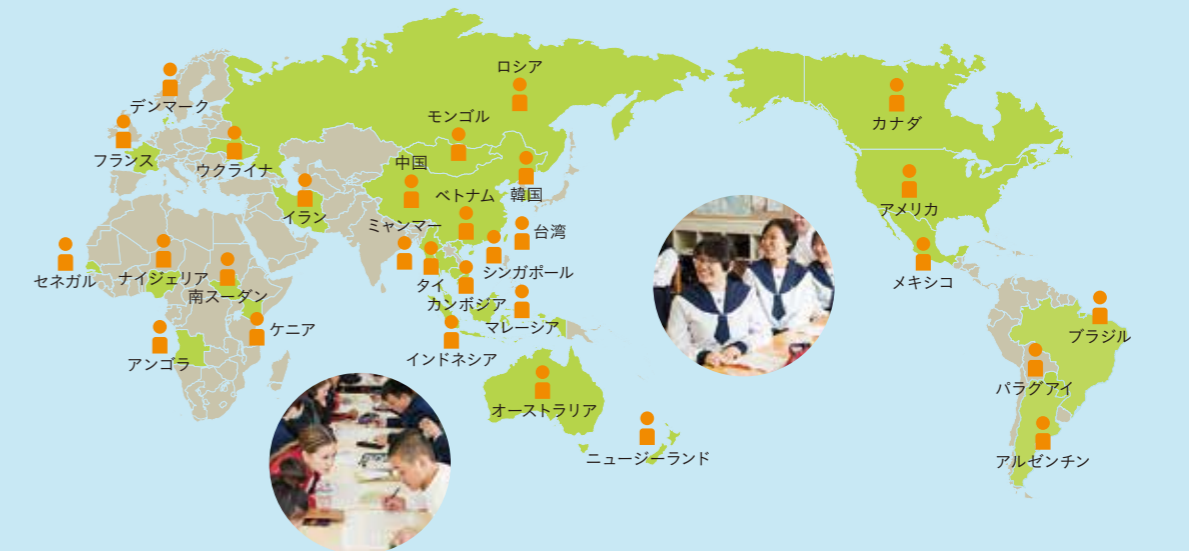 ロシア
デンマーク
カナダ
モンゴル
フランス
中国
ウクライナ
韓国
ベトナム
アメリカ
イラン
ミャンマー
台湾
シンガポール
セネガル
ナイジェリア
タイ
メキシコ
南スーダン
カンボジア
マレーシア
ケニア
ブラジル
インドネシア
アンゴラ
パラグアイ
オーストラリア
ニュージーランド
アルゼンチン